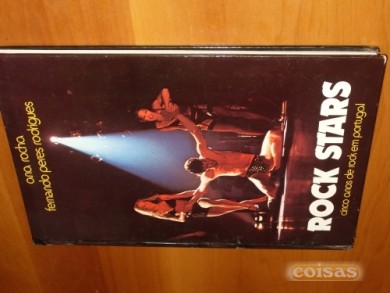 ana rocha
fernando peres rodrigues
ROCK STARS
cinco anos de rock em portugal
coisas